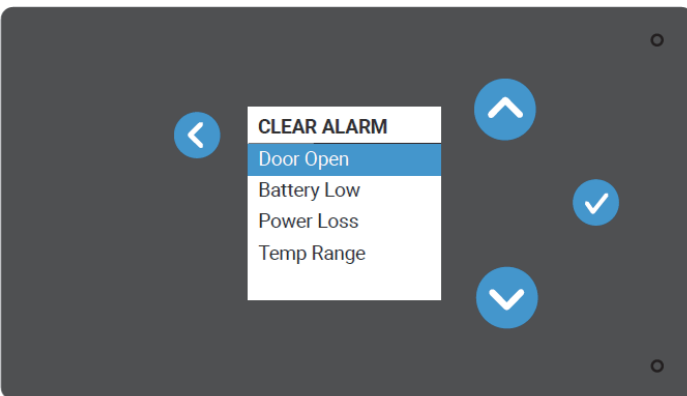 CLEAR ALARM
Door Open
Battery Low
Power Loss
Temp Range